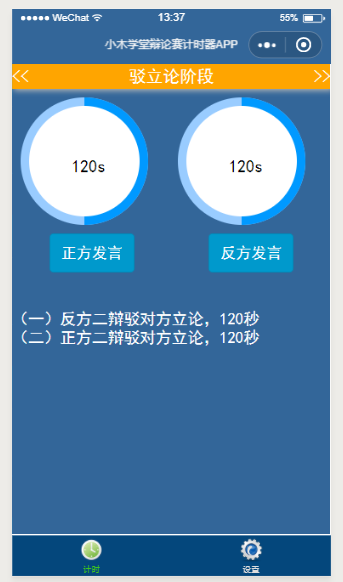 ●●●●● WeChat 13:37 55%
小木学堂辩论赛计时器APP
<< 驳立论阶段 >>
120s 120s
正方发言 反方发言
（一）反方二辩驳对方立论，120秒
（二）正方二辩驳对方立论，120秒
计时 设置